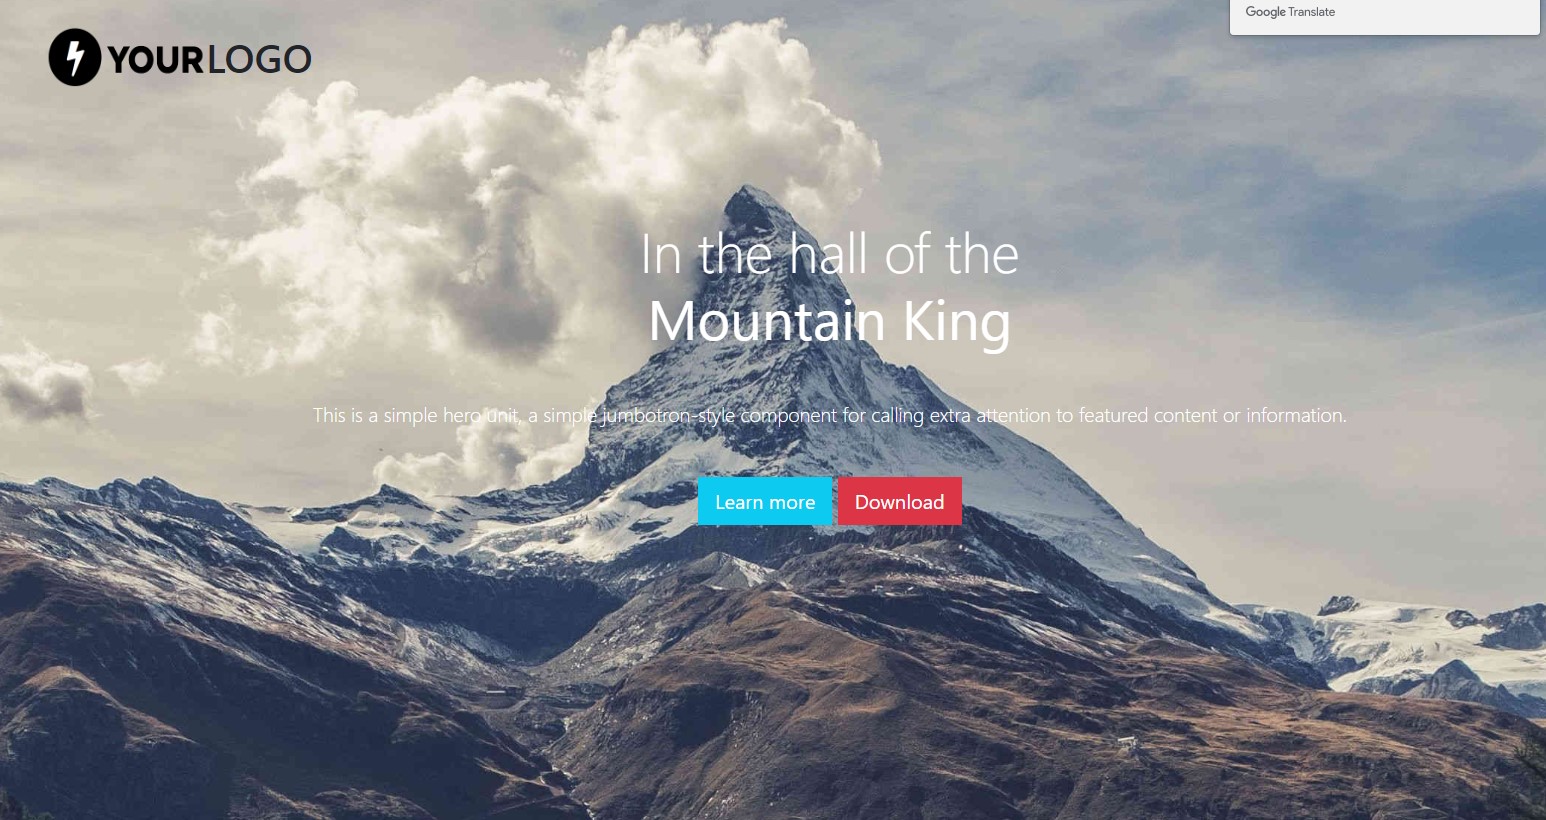 Google Translate
YOURLOGO
In the hall of the
Mountain King
This is a simple hero unit, a simple jumbotron-style component for calling extra attention to featured content or information.
Learn more
Download